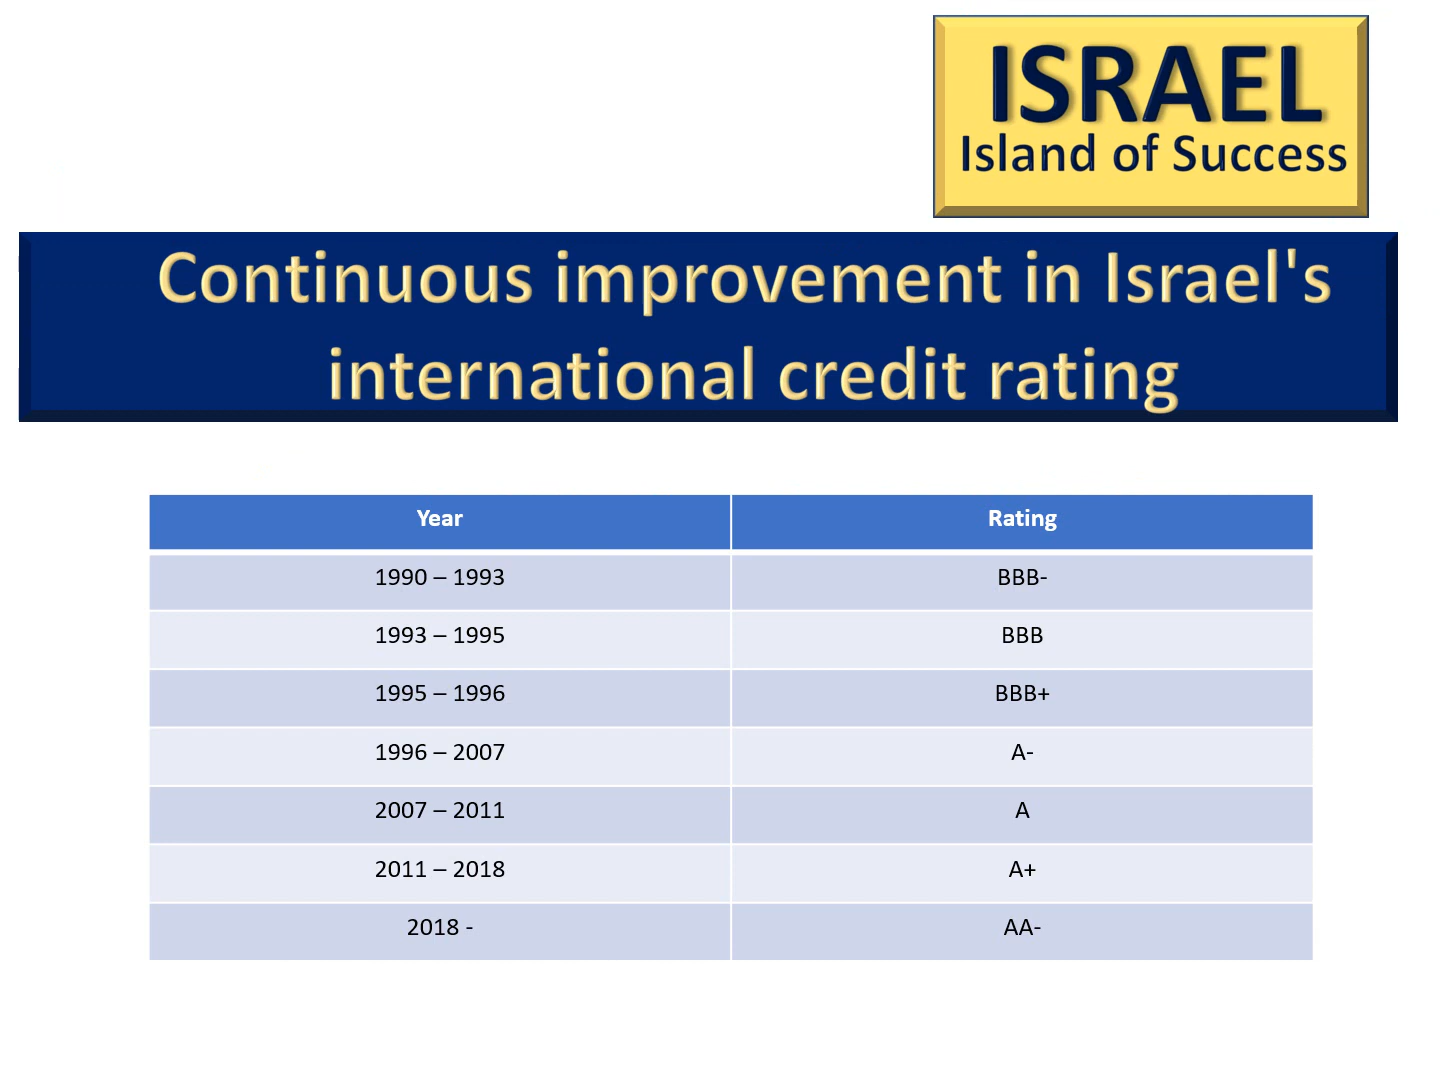 ISRAEL
Island of Success
Continuous improvement in Israel's
international credit rating
Year Rating
1990 – 1993 BBB-
1993 – 1995 BBB
1995 – 1996 BBB+
1996 – 2007 A-
2007 – 2011 A
2011 – 2018 A+
2018 - AA-